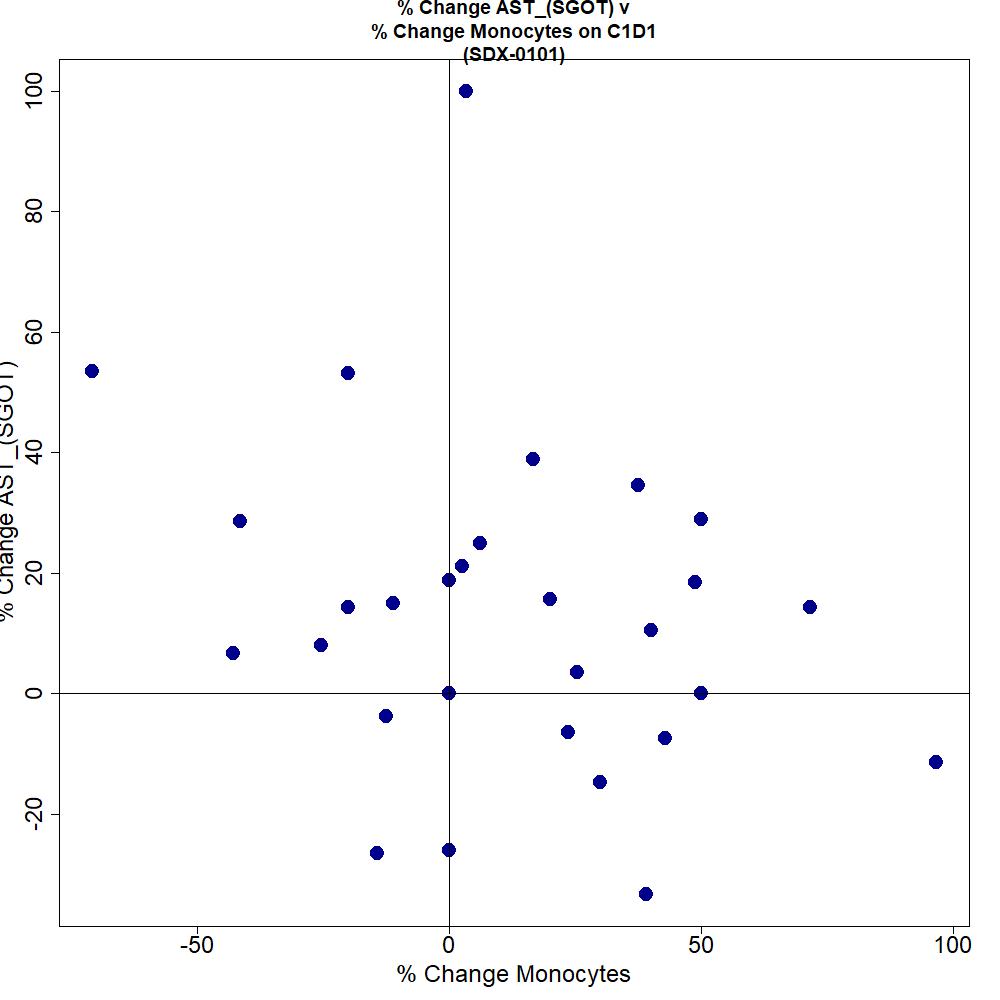 % Change AST_(SGOT) v
% Change Monocytes on C1D1
(SDX-0101)
100
80
60
40
20
0
-20
% Change AST_(SGOT)
-50
0
50
100
% Change Monocytes